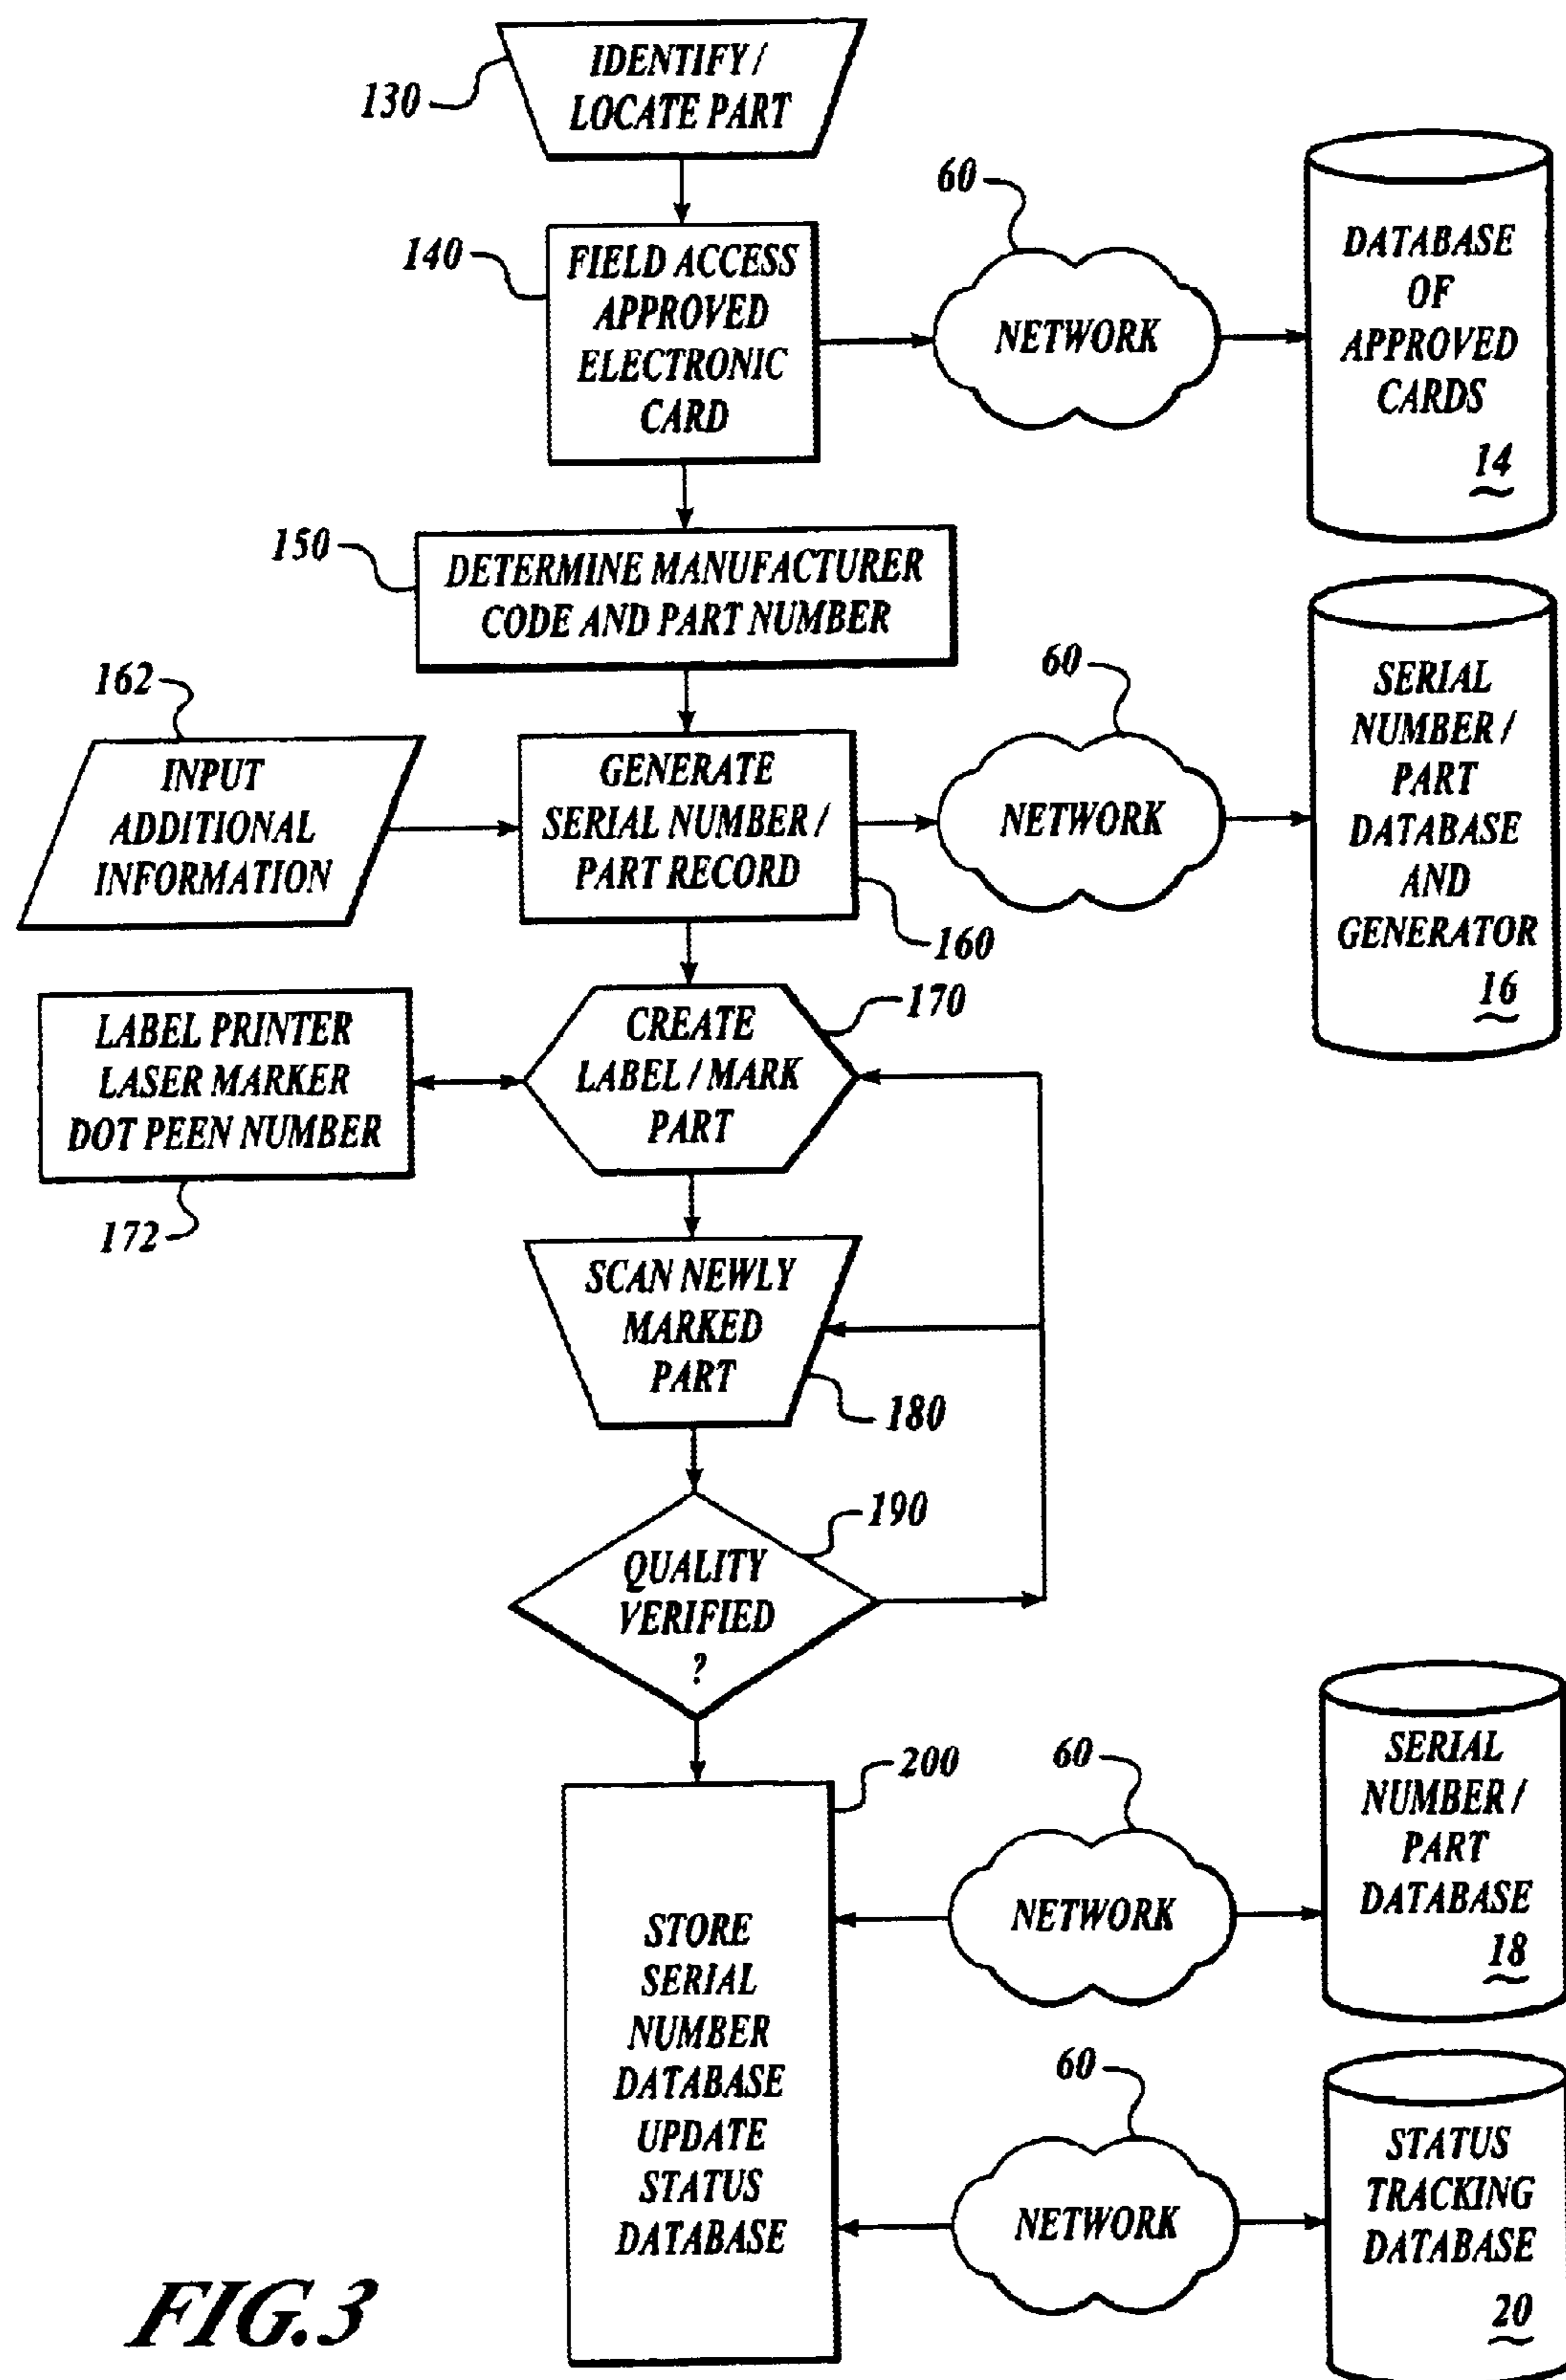 IDENTIFY /
LOCATE PART
130
140
FIELD ACCESS
APPROVED
ELECTRONIC
CARD
60
NETWORK
DATABASE
OF
APPROVED
CARDS
14
150
DETERMINE MANUFACTURER
CODE AND PART NUMBER
162
INPUT
ADDITIONAL
INFORMATION
GENERATE
SERIAL NUMBER /
PART RECORD
160
60
NETWORK
SERIAL
NUMBER /
PART
DATABASE
AND
GENERATOR
16
LABEL PRINTER
LASER MARKER
DOT PEEN NUMBER
172
CREATE
LABEL / MARK
PART
170
SCAN NEWLY
MARKED
PART
180
QUALITY
VERIFIED
?
190
200
STORE
SERIAL
NUMBER
DATABASE
UPDATE
STATUS
DATABASE
60
NETWORK
SERIAL
NUMBER /
PART
DATABASE
18
60
NETWORK
STATUS
TRACKING
DATABASE
20
FIG.3